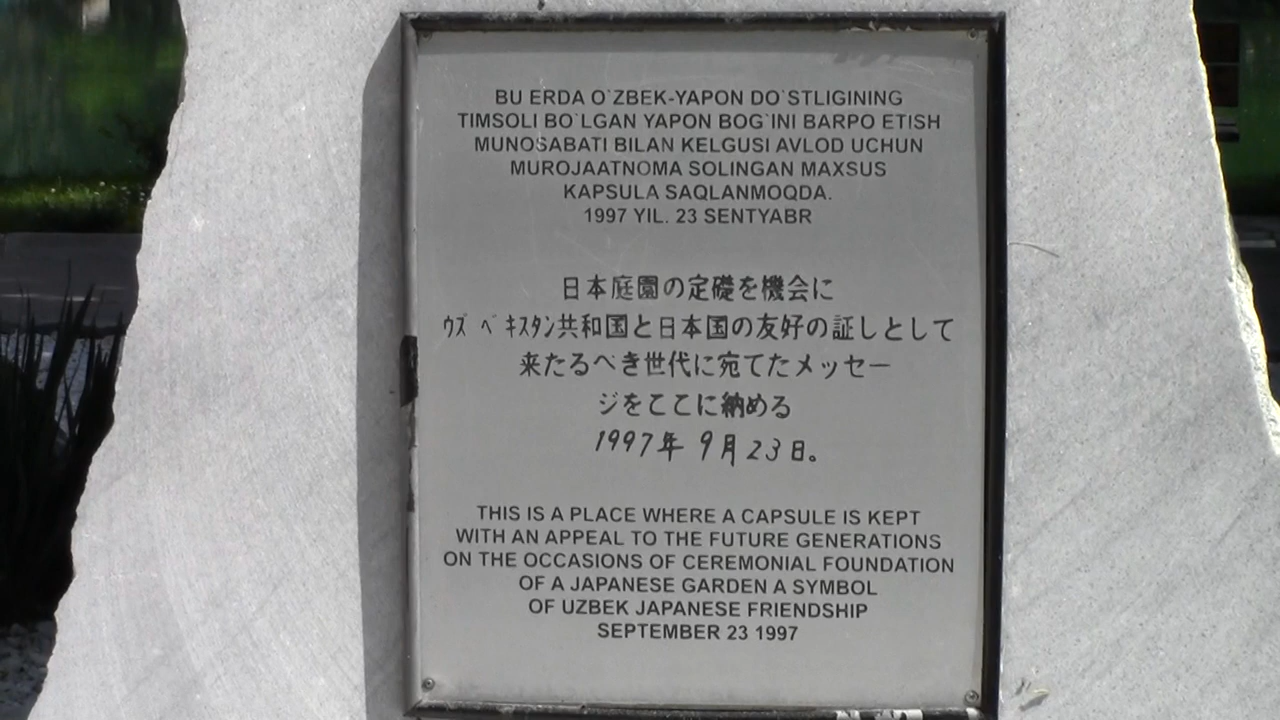 BU ERDA O`ZBEK-YAPON DO`STLIGINING
TIMSOLI BO`LGAN YAPON BOG`INI BARPO ETISH
MUNOSABATI BILAN KELGUSI AVLOD UCHUN
MUROJAATNOMA SOLINGAN MAXSUS
KAPSULA SAQLANMOQDA.
1997 YIL. 23 SENTYABR
日本庭園の定礎を機会に
ｳｽﾞﾍﾞｷｽﾀﾝ共和国と日本国の友好の証しとして
来たるべき世代に宛てたメッセー
ジをここに納める
1997年 9月23日。
THIS IS A PLACE WHERE A CAPSULE IS KEPT
WITH AN APPEAL TO THE FUTURE GENERATIONS
ON THE OCCASIONS OF CEREMONIAL FOUNDATION
OF A JAPANESE GARDEN A SYMBOL
OF UZBEK JAPANESE FRIENDSHIP
SEPTEMBER 23 1997